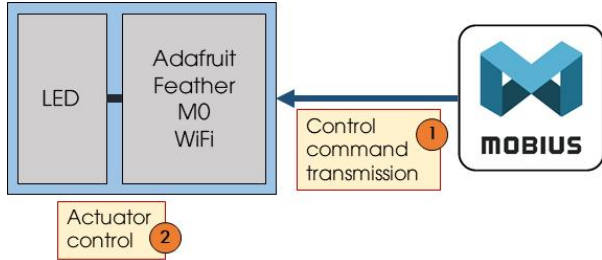 LED
Adafruit
Feather
M0
WiFi
Control
command
transmission
1
MOBIUS
Actuator
control
2